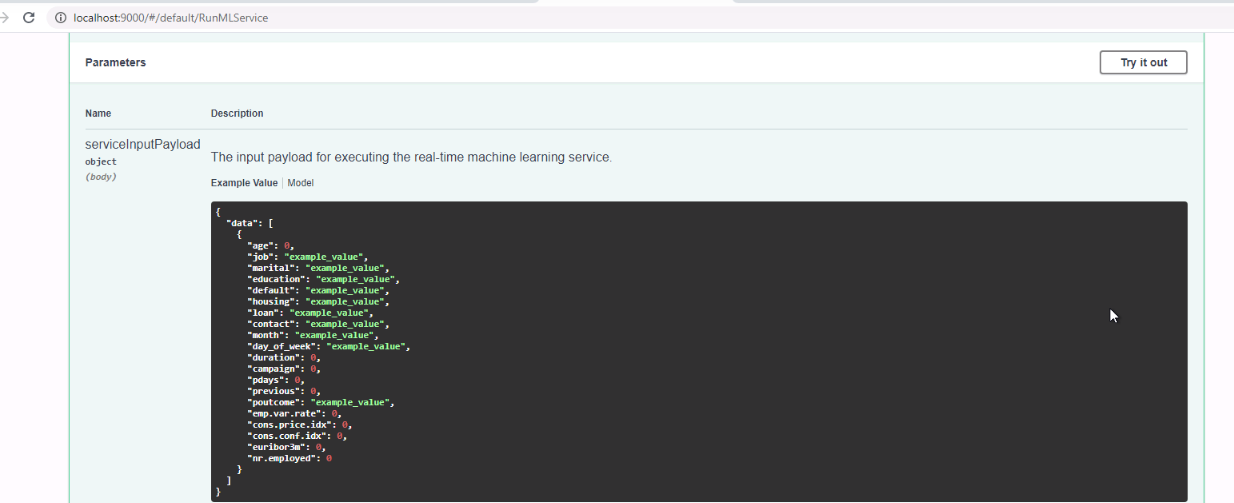 localhost:9000/#/default/RunMLService
Parameters
Try it out
Name
Description
serviceInputPayload
object
(body)
The input payload for executing the real-time machine learning service.
Example Value | Model
{
  "data": [
    {
      "age": 0,
      "job": "example_value",
      "marital": "example_value",
      "education": "example_value",
      "default": "example_value",
      "housing": "example_value",
      "loan": "example_value",
      "contact": "example_value",
      "month": "example_value",
      "day_of_week": "example_value",
      "duration": 0,
      "campaign": 0,
      "pdays": 0,
      "previous": 0,
      "poutcome": "example_value",
      "emp.var.rate": 0,
      "cons.price.idx": 0,
      "cons.conf.idx": 0,
      "euribor3m": 0,
      "nr.employed": 0
    }
  ]
}